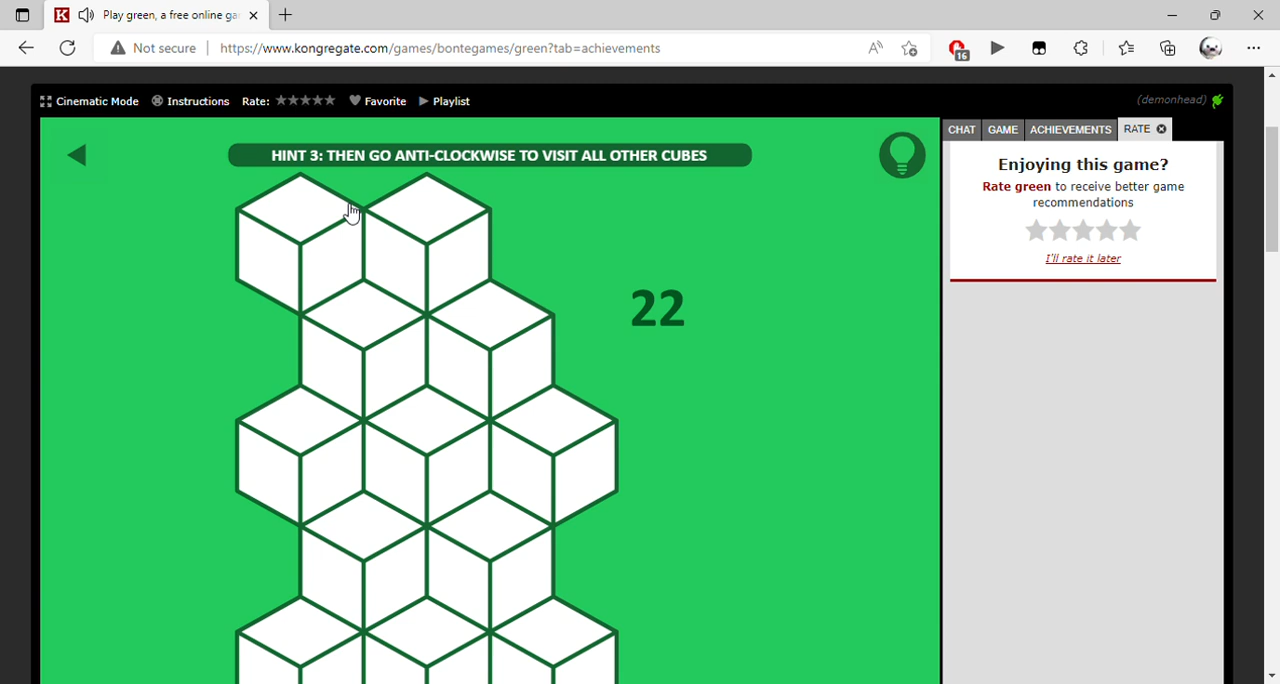 Play green, a free online ga
Not secure
https://www.kongregate.com/games/bontegames/green?tab=achievements
16
Cinematic Mode
Instructions
Rate:
Favorite
Playlist
(demonhead)
HINT 3: THEN GO ANTI-CLOCKWISE TO VISIT ALL OTHER CUBES
22
CHAT
GAME
ACHIEVEMENTS
RATE
Enjoying this game?
Rate green to receive better game
recommendations
I'll rate it later